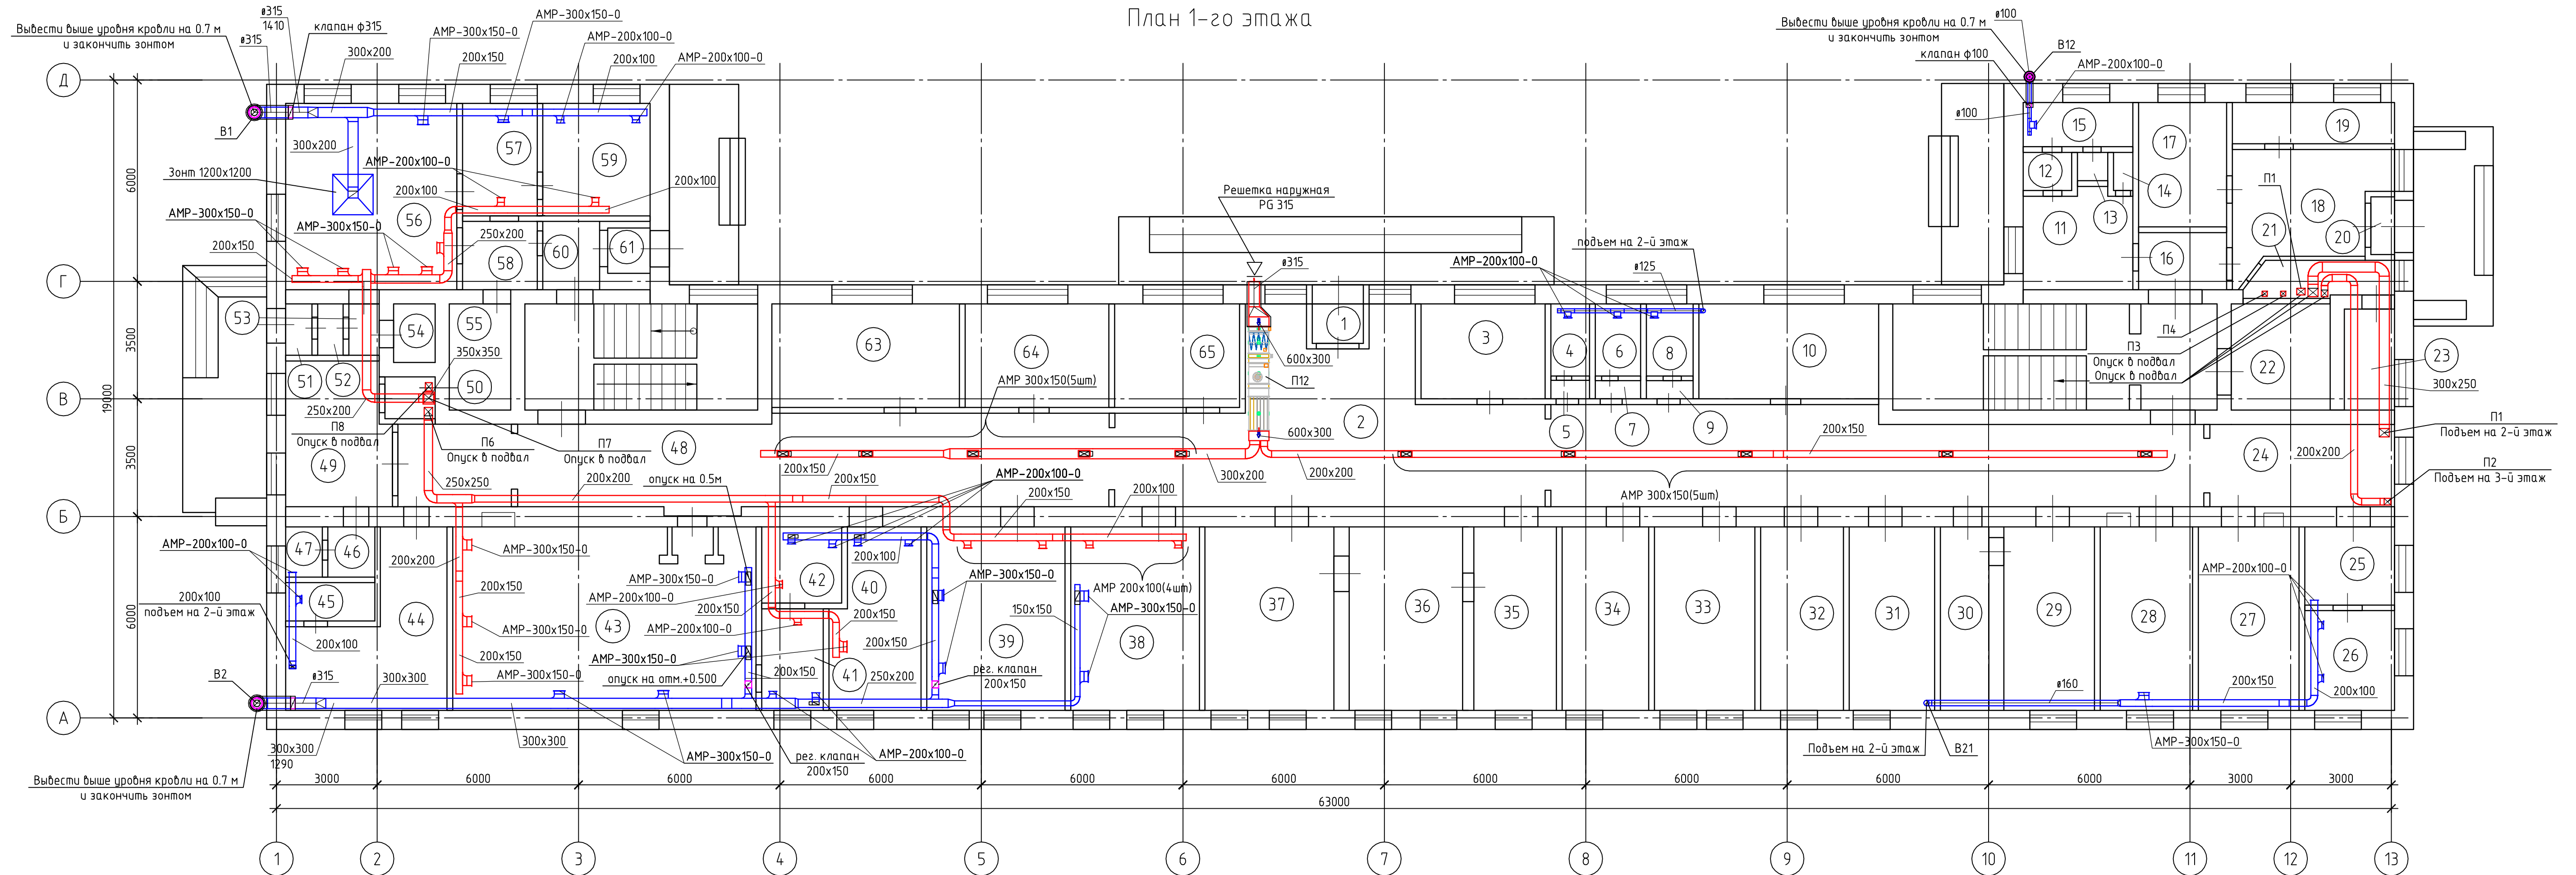 План 1-го этажа
Вывести выше уровня кровли на 0.7 м
и закончить зонтом
ø315
ø315
1410
клапан ф315
300х200
АМР-300х150-0
АМР-300х150-0
200х150
АМР-200х100-0
200х100
АМР-200х100-0
В1
300х200
Зонт 1200х1200
АМР-200х100-0
200х100
200х100
АМР-300х150-0
АМР-300х150-0
200х150
250х200
56
57
59
58
60
61
Вывести выше уровня кровли на 0.7 м
и закончить зонтом
ø100
В12
клапан ф100
АМР-200х100-0
ø100
15
12
13
14
17
19
11
16
18
20
21
П1
Решетка наружная
PG 315
ø315
подъем на 2-й этаж
АМР-200х100-0
ø125
Д
Г
В
Б
А
6000
3500
3500
6000
19000
53
54
55
51
52
350х350
50
250х200
63
64
65
1
3
4
6
8
10
600х300
П12
АМР 300х150(5шт)
П4
П3
Опуск в подвал
Опуск в подвал
22
23
300х250
П8
Опуск в подвал
П6
Опуск в подвал
П7
Опуск в подвал
49
48
2
5
7
9
600х300
200х150
200х150
300х200
200х200
АМР 300х150(5шт)
24
200х200
П1
Подъем на 2-й этаж
П2
Подъем на 3-й этаж
250х250
200х200
опуск на 0.5м
200х150
АМР-200х100-0
200х150
200х100
АМР-200х100-0
47
46
45
200х100
подъем на 2-й этаж
200х100
44
200х200
АМР-300х150-0
200х150
АМР-300х150-0
200х150
АМР-300х150-0
43
АМР-300х150-0
АМР-200х100-0
200х150
АМР-200х100-0
АМР-300х150-0
опуск на отм.+0.500
42
40
200х100
200х150
200х150
41
200х150
250х200
АМР-300х150-0
АМР 200х100(4шт)
150х150
АМР-300х150-0
39
38
рег. клапан
200х150
37
36
35
34
33
32
31
30
29
28
27
25
26
АМР-200х100-0
200х100
200х150
ø160
АМР-300х150-0
Подъем на 2-й этаж
В21
В2
ø315
300х300
300х300
1290
300х300
Вывести выше уровня кровли на 0.7 м
и закончить зонтом
АМР-300х150-0
рег. клапан
200х150
АМР-200х100-0
3000
6000
6000
6000
6000
6000
6000
6000
6000
6000
3000
3000
63000
1
2
3
4
5
6
7
8
9
10
11
12
13